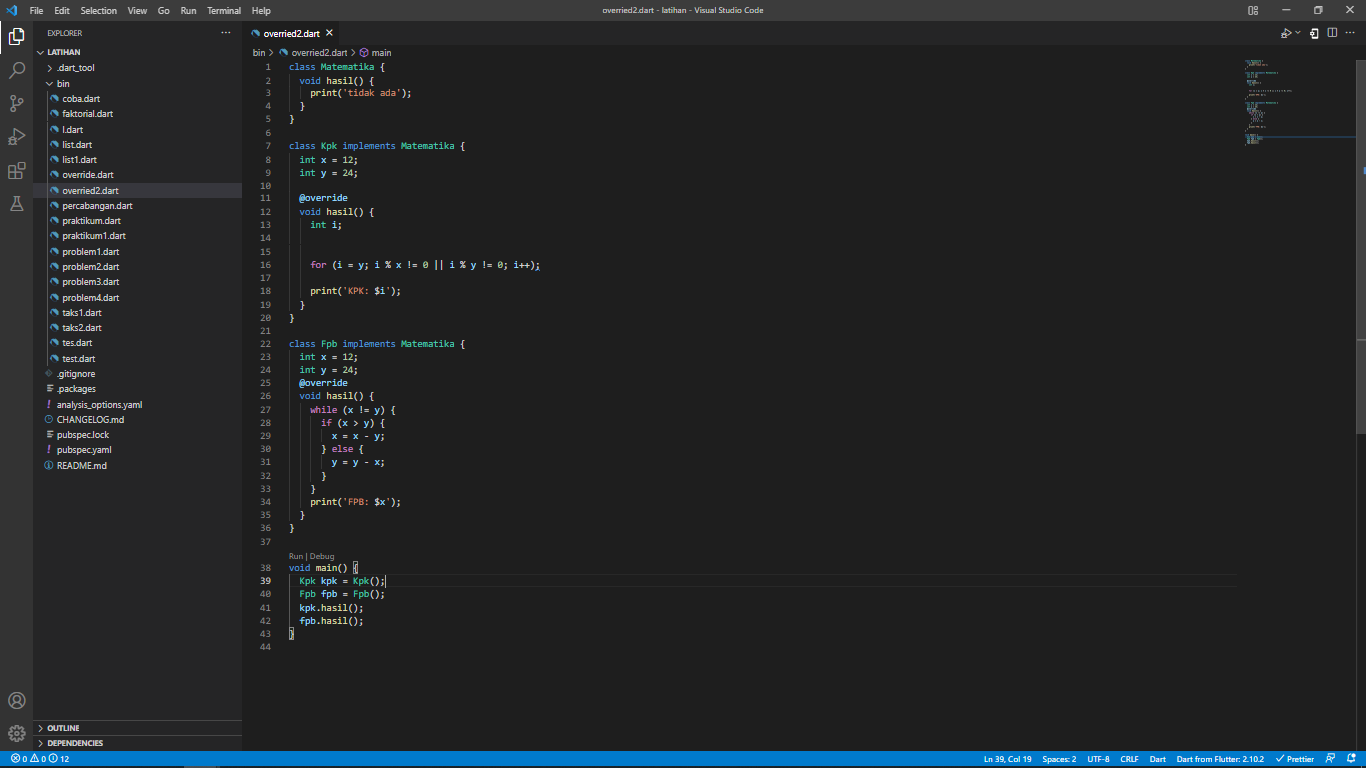 File Edit Selection View Go Run Terminal Help
overried2.dart - latihan - Visual Studio Code
EXPLORER
LATIHAN
.dart_tool
bin
coba.dart
faktorial.dart
l.dart
list.dart
list1.dart
override.dart
overried2.dart
percabangan.dart
praktikum.dart
praktikum1.dart
problem1.dart
problem2.dart
problem3.dart
problem4.dart
taks1.dart
taks2.dart
tes.dart
test.dart
.gitignore
.packages
analysis_options.yaml
CHANGELOG.md
pubspec.lock
pubspec.yaml
README.md
OUTLINE
DEPENDENCIES
overried2.dart
bin > overried2.dart > main
1 class Matematika {
2 void hasil() {
3 print('tidak ada');
4 }
5 }
6
7 class Kpk implements Matematika {
8 int x = 12;
9 int y = 24;
10
11 @override
12 void hasil() {
13 int i;
14
15
16 for (i = y; i % x != 0 || i % y != 0; i++);
17
18 print('KPK: $i');
19 }
20 }
21
22 class Fpb implements Matematika {
23 int x = 12;
24 int y = 24;
25 @override
26 void hasil() {
27 while (x != y) {
28 if (x > y) {
29 x = x - y;
30 } else {
31 y = y - x;
32 }
33 }
34 print('FPB: $x');
35 }
36 }
37
Run | Debug
38 void main() {
39 Kpk kpk = Kpk();
40 Fpb fpb = Fpb();
41 kpk.hasil();
42 fpb.hasil();
43 }
44
0 0 12
Ln 39, Col 19 Spaces: 2 UTF-8 CRLF Dart Dart from Flutter: 2.10.2 Prettier